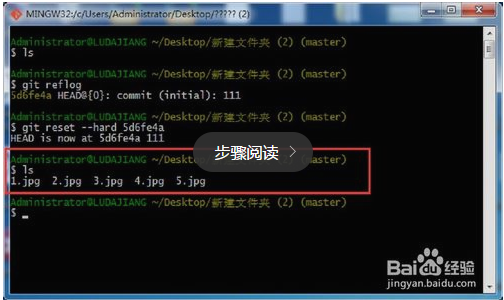 MINGW32:/c/Users/Administrator/Desktop/????? (2)
Administrator@LUDAJIANG ~/Desktop/新建文件夹 (2) (master)
$ ls
Administrator@LUDAJIANG ~/Desktop/新建文件夹 (2) (master)
$ git reflog
5d6fe4a HEAD@{0}: commit (initial): 111
Administrator@LUDAJIANG ~/Desktop/新建文件夹 (2) (master)
$ git reset --hard 5d6fe4a
HEAD is now at 5d6fe4a 111
步骤阅读
Administrator@LUDAJIANG ~/Desktop/新建文件夹 (2) (master)
$ ls
1.jpg 2.jpg 3.jpg 4.jpg 5.jpg
Administrator@LUDAJIANG ~/Desktop/新建文件夹 (2) (master)
$
Bai百度经验
jingyan.baidu.com